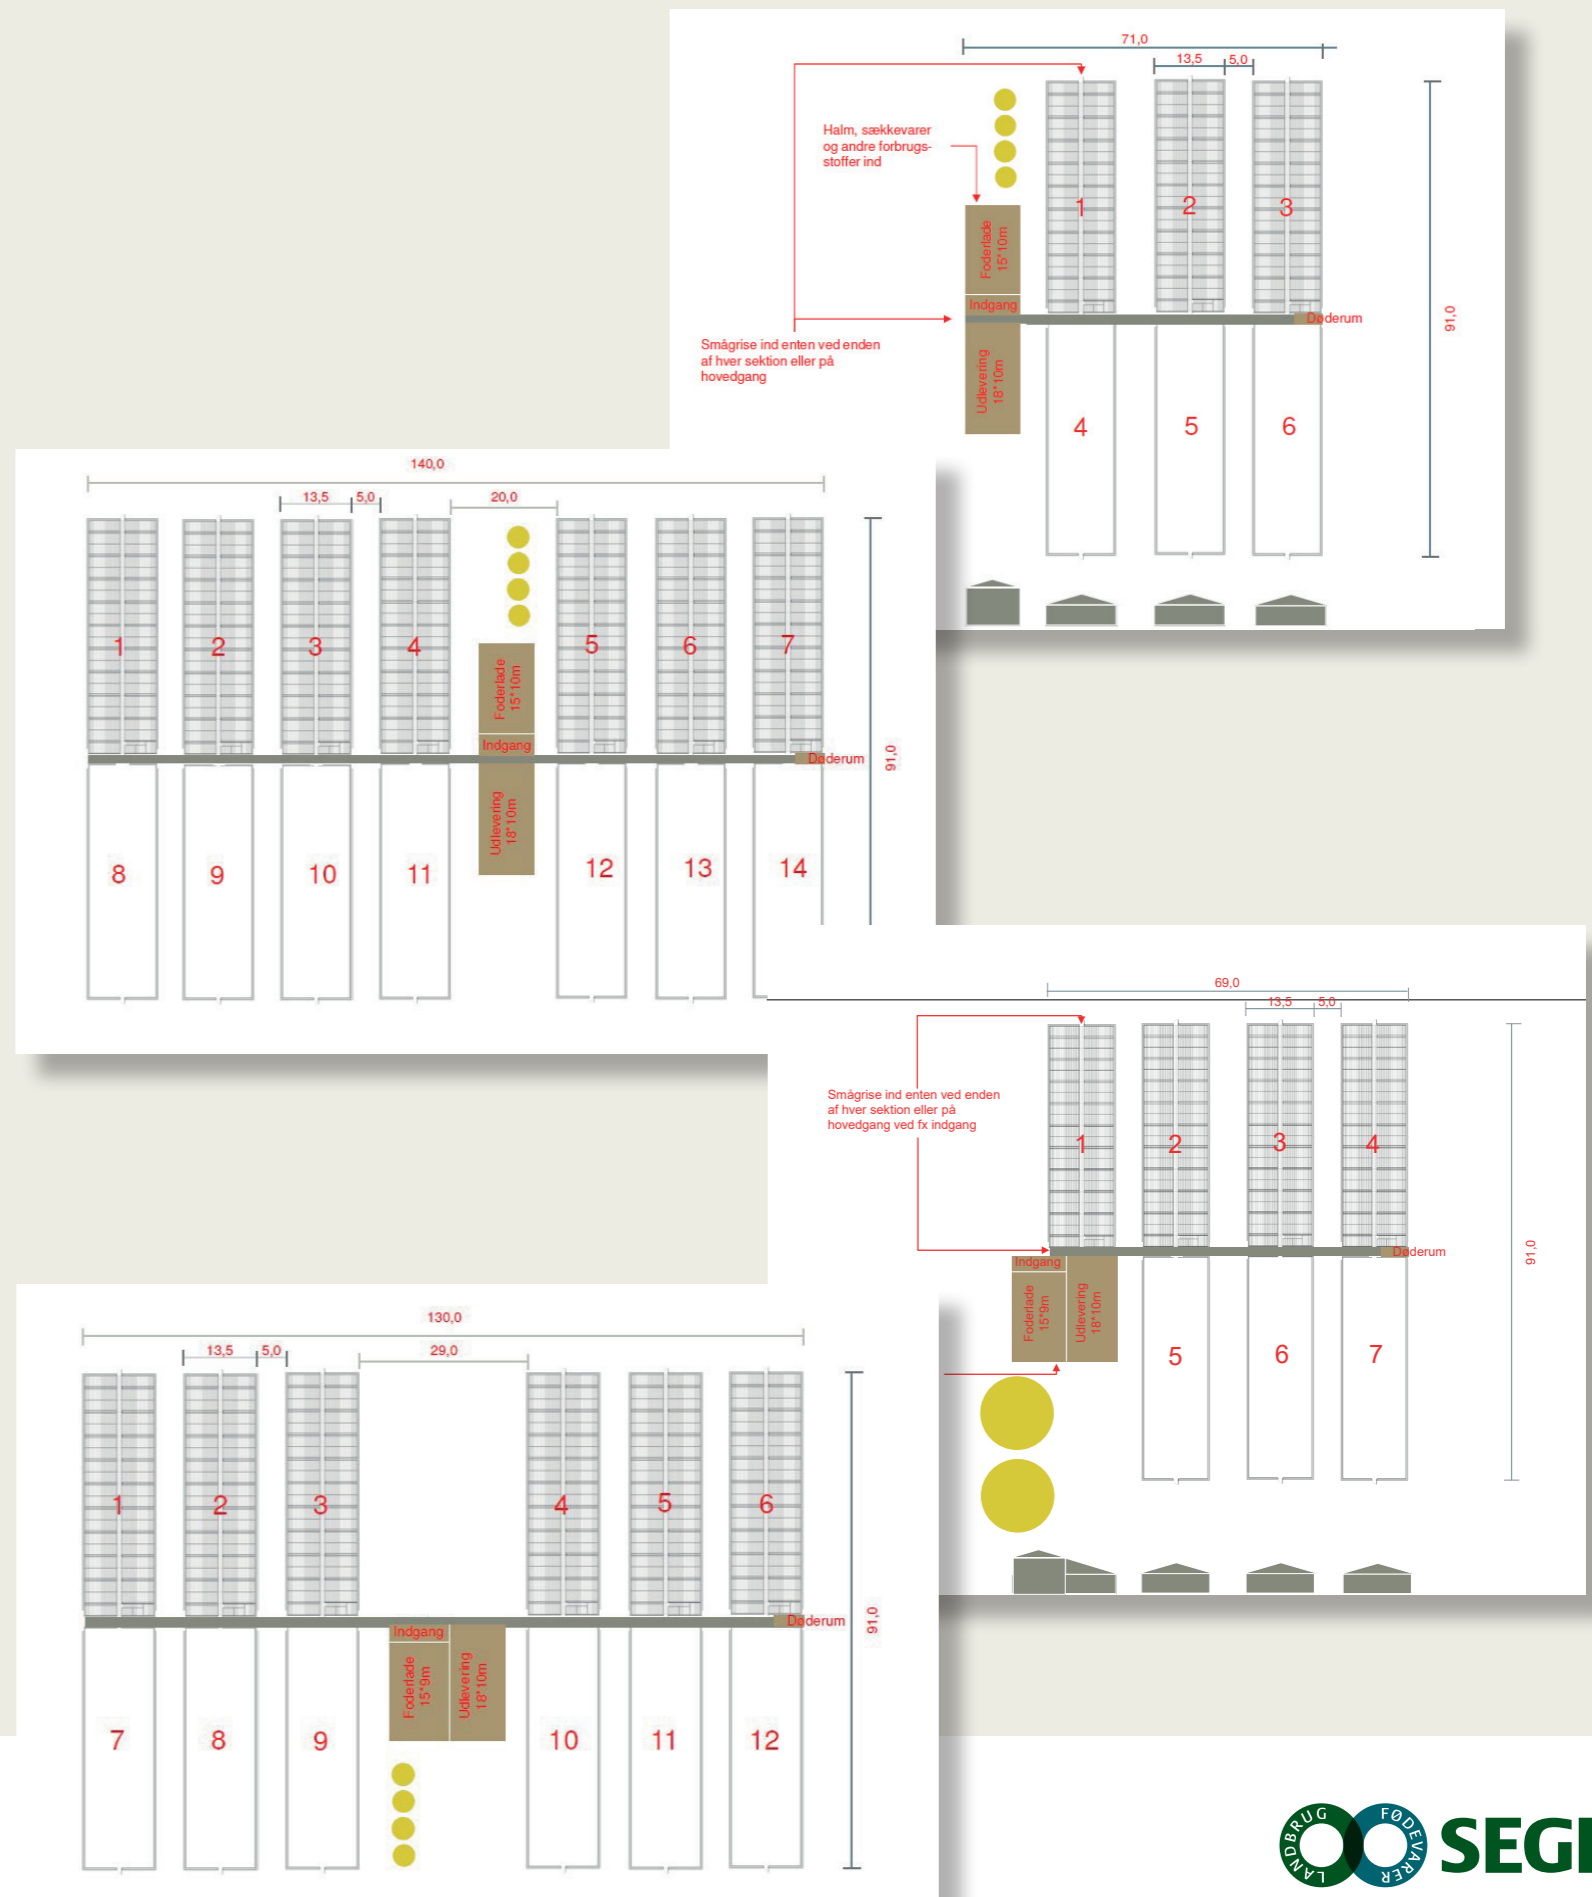 71,0
13,5 5,0
Halm, sækkevarer
og andre forbrugs-
stoffer ind
1 2 3
Foderlade
15*10m
Indgang
Døderum
91,0
Smågrise ind enten ved enden
af hver sektion eller på
hovedgang
Udlevering
18*10m
4 5 6
140,0
13,5 5,0 20,0
1 2 3 4 5 6 7
Foderlade
15*10m
Indgang
Døderum
91,0
Udlevering
18*10m
8 9 10 11 12 13 14
69,0
13,5 5,0
Smågrise ind enten ved enden
af hver sektion eller på
hovedgang ved fx indgang
1 2 3 4
Døderum
91,0
Indgang
Foderlade
15*9m
Udlevering
18*10m
5 6 7
130,0
13,5 5,0 29,0
1 2 3 4 5 6
Døderum
91,0
Indgang
Foderlade
15*9m
Udlevering
18*10m
7 8 9 10 11 12
LANDBRUG FØDEVARER
SEGE